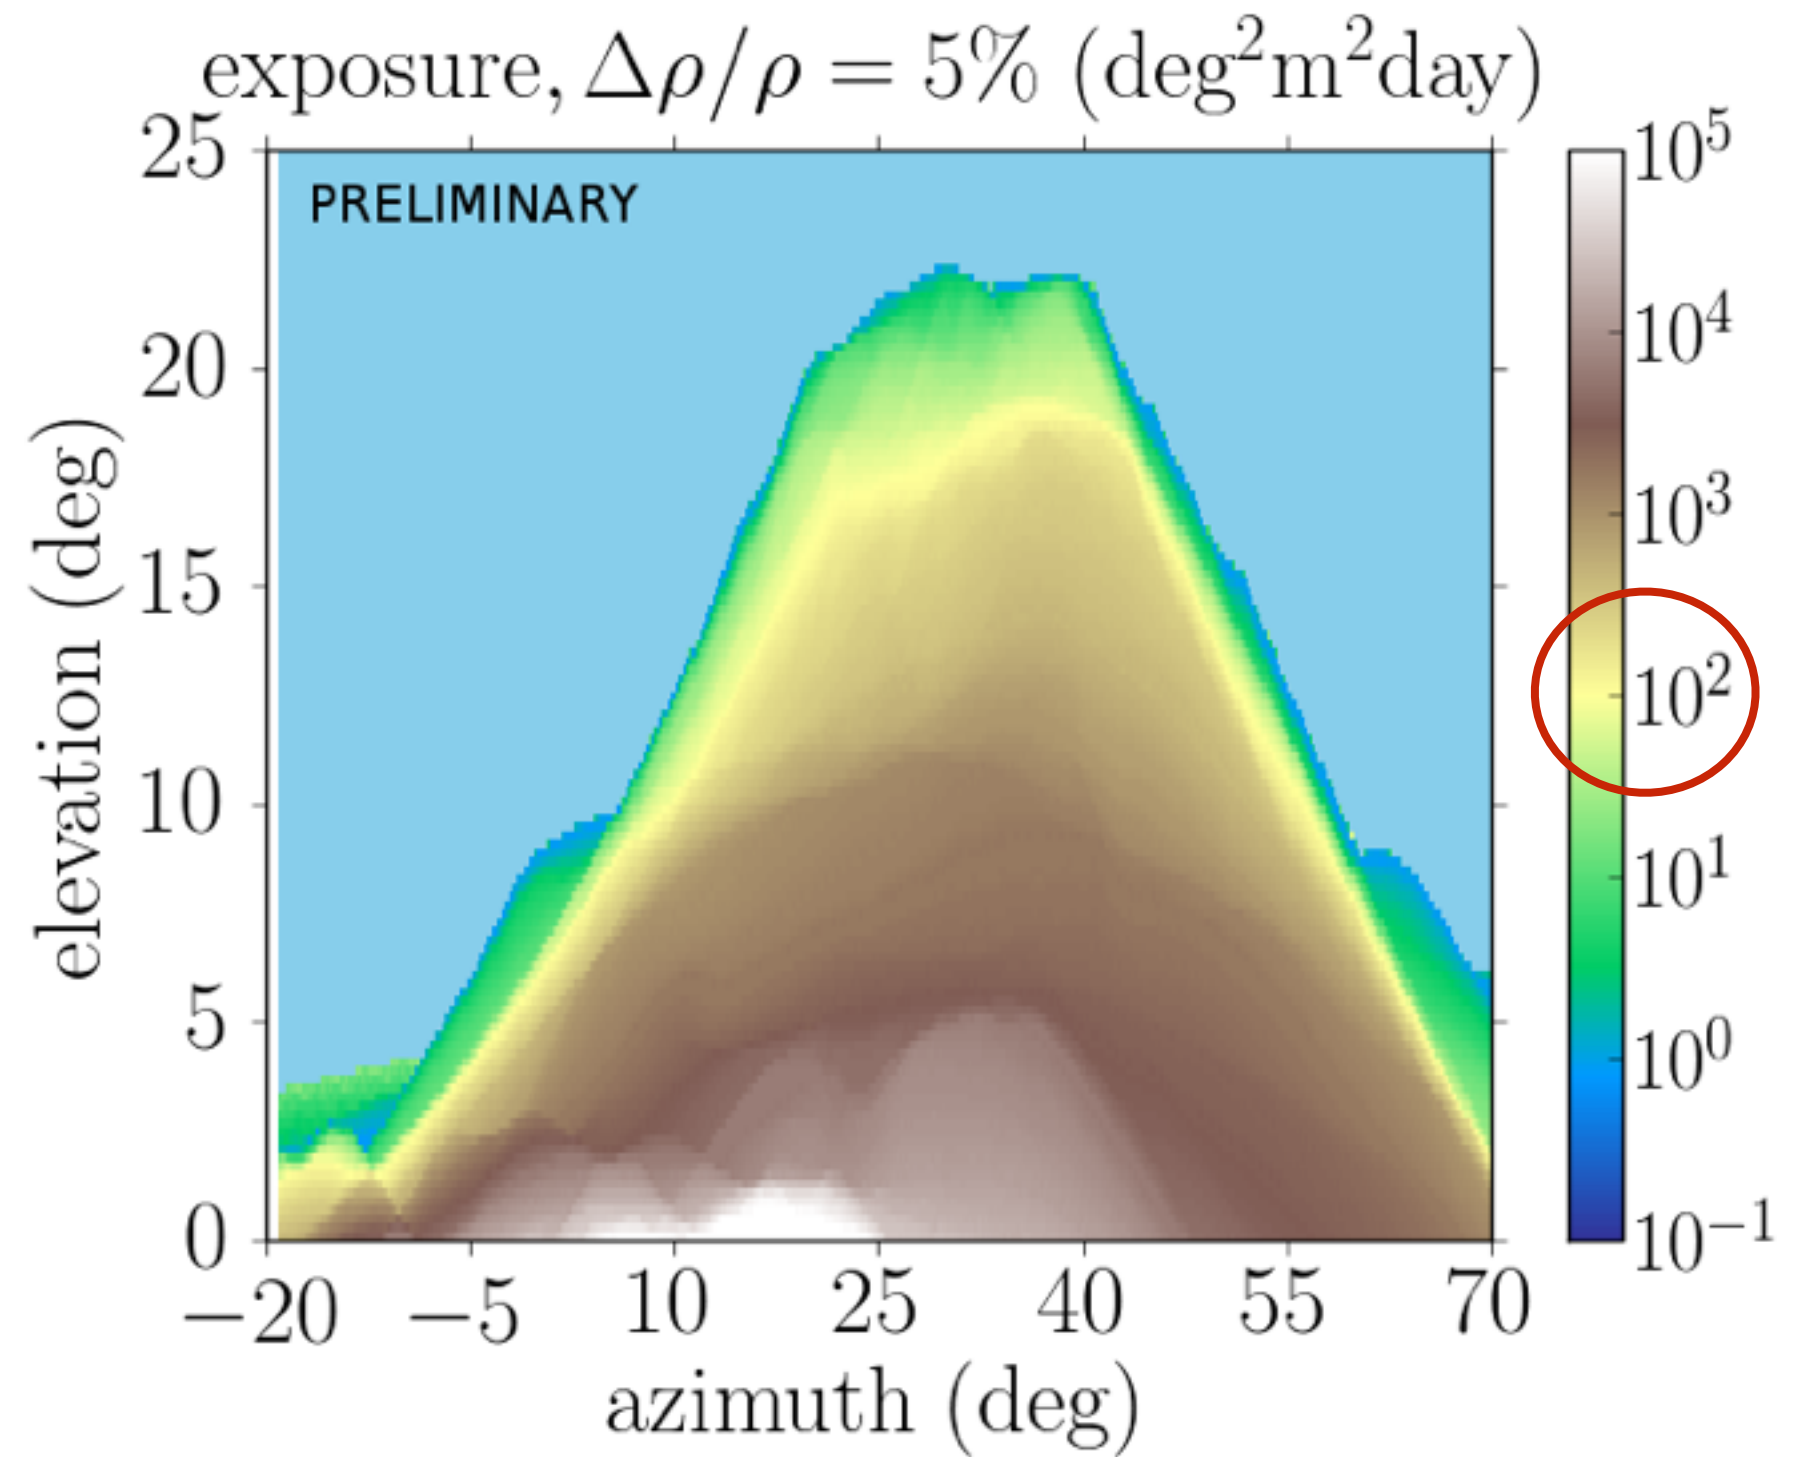 exposure, Δρ/ρ = 5% (deg²m²day)
PRELIMINARY
25
20
15
10
5
0
elevation (deg)
−20 −5 10 25 40 55 70
azimuth (deg)
10⁵
10⁴
10³
10²
10¹
10⁰
10⁻¹